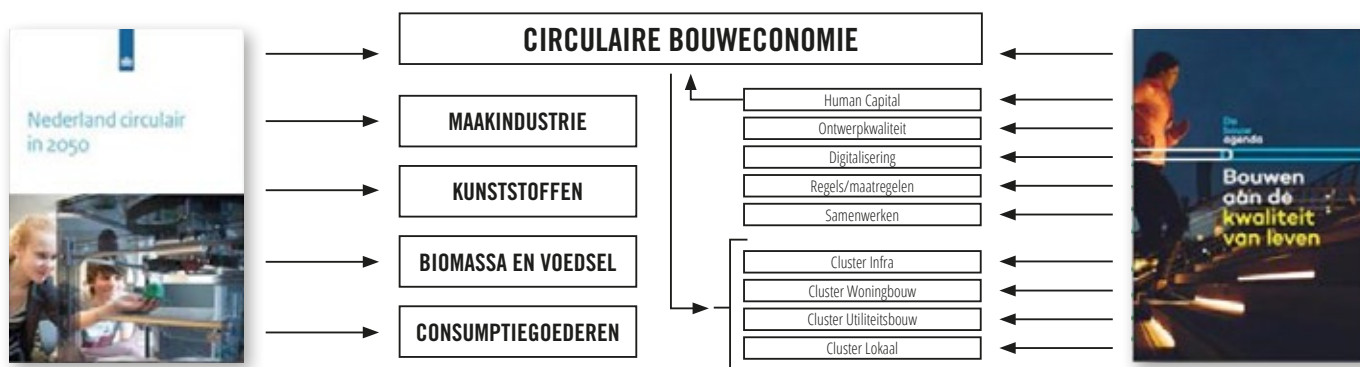 Nederland circulair
in 2050
CIRCULAIRE BOUWECONOMIE
MAAKINDUSTRIE
KUNSTSTOFFEN
BIOMASSA EN VOEDSEL
CONSUMPTIEGOEDEREN
Human Capital
Ontwerpkwaliteit
Digitalisering
Regels/maatregelen
Samenwerken
Cluster Infra
Cluster Woningbouw
Cluster Utiliteitsbouw
Cluster Lokaal
De
bouw
agenda
Bouwen
aan de
kwaliteit
van leven